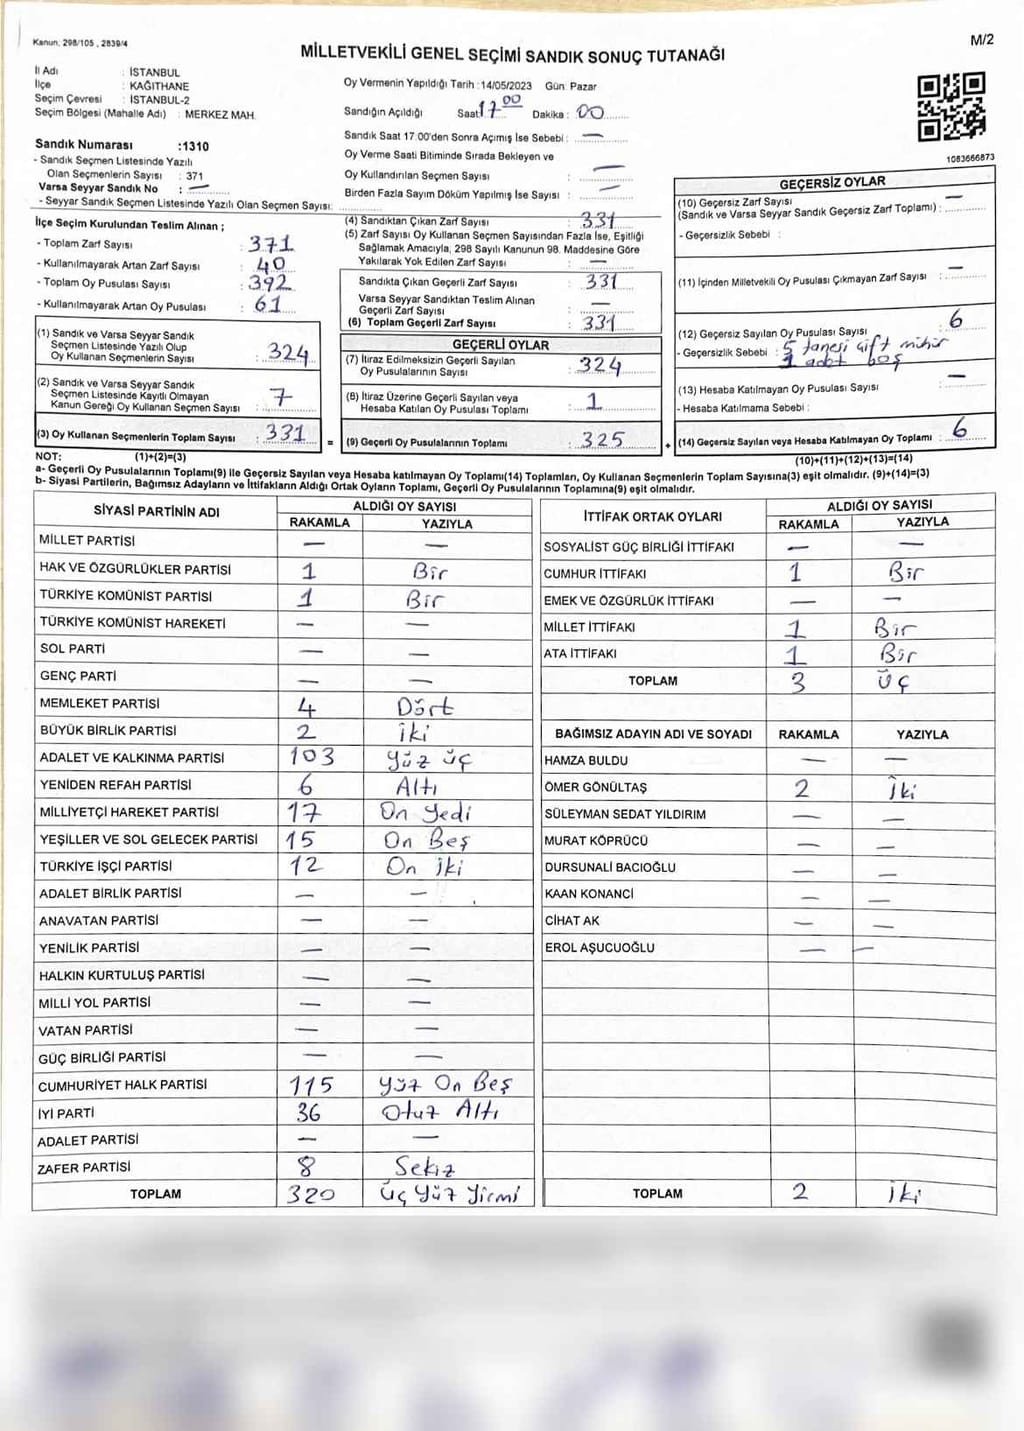 Kanun, 298/105 , 2839/4
M/2
MİLLETVEKİLİ GENEL SEÇİMİ SANDIK SONUÇ TUTANAĞI
İl Adı : İSTANBUL
İlçe : KAĞITHANE
Seçim Çevresi : İSTANBUL-2
Seçim Bölgesi (Mahalle Adı) : MERKEZ MAH.
Sandık Numarası :1310
- Sandık Seçmen Listesinde Yazılı
Olan Seçmenlerin Sayısı : 371
Varsa Seyyar Sandık No : —
- Seyyar Sandık Seçmen Listesinde Yazılı Olan Seçmen Sayısı:
Oy Vermenin Yapıldığı Tarih :14/05/2023 Gün: Pazar
Sandığın Açıldığı Saat: 17 00 Dakika : 00
Sandık Saat 17:00'den Sonra Açımış İse Sebebi : —
Oy Verme Saati Bitiminde Sırada Bekleyen ve
Oy Kullandırılan Seçmen Sayısı : —
Birden Fazla Sayım Döküm Yapılmış İse Sayısı : —
1083666873
İlçe Seçim Kurulundan Teslim Alınan ;
- Toplam Zarf Sayısı : 371
- Kullanılmayarak Artan Zarf Sayısı : 40
- Toplam Oy Pusulası Sayısı : 392
- Kullanılmayarak Artan Oy Pusulası : 61
(1) Sandık ve Varsa Seyyar Sandık
Seçmen Listesinde Yazılı Olup
Oy Kullanan Seçmenlerin Sayısı : 324
(2) Sandık ve Varsa Seyyar Sandık
Seçmen Listesinde Kayıtlı Olmayan
Kanun Gereği Oy Kullanan Seçmen Sayısı : 7
(3) Oy Kullanan Seçmenlerin Toplam Sayısı : 331 =
(4) Sandıktan Çıkan Zarf Sayısı : 331
(5) Zarf Sayısı Oy Kullanan Seçmen Sayısından Fazla İse, Eşitliği
Sağlamak Amacıyla, 298 Sayılı Kanunun 98. Maddesine Göre
Yakılarak Yok Edilen Zarf Sayısı : —
Sandıkta Çıkan Geçerli Zarf Sayısı : 331
Varsa Seyyar Sandıktan Teslim Alınan
Geçerli Zarf Sayısı : —
(6) Toplam Geçerli Zarf Sayısı : 331
GEÇERLİ OYLAR
(7) İtiraz Edilmeksizin Geçerli Sayılan
Oy Pusulalarının Sayısı : 324
(8) İtiraz Üzerine Geçerli Sayılan veya
Hesaba Katılan Oy Pusulası Toplamı : 1
(9) Geçerli Oy Pusulalarının Toplamı : 325 +
GEÇERSİZ OYLAR
(10) Geçersiz Zarf Sayısı
(Sandık ve Varsa Seyyar Sandık Geçersiz Zarf Toplamı) : —
- Geçersizlik Sebebi :
(11) İçinden Milletvekili Oy Pusulası Çıkmayan Zarf Sayısı : —
(12) Geçersiz Sayılan Oy Pusulası Sayısı : 6
- Geçersizlik Sebebi : 5 tanesi çift mühür
1 adet boş
(13) Hesaba Katılmayan Oy Pusulası Sayısı : —
- Hesaba Katılmama Sebebi :
(14) Geçersiz Sayılan veya Hesaba Katılmayan Oy Toplamı : 6
NOT: (1)+(2)=(3)
(10)+(11)+(12)+(13)=(14)
a- Geçerli Oy Pusulalarının Toplamı(9) ile Geçersiz Sayılan veya Hesaba katılmayan Oy Toplamı(14) Toplamları, Oy Kullanan Seçmenlerin Toplam Sayısına(3) eşit olmalıdır. (9)+(14)=(3)
b- Siyasi Partilerin, Bağımsız Adayların ve İttifakların Aldığı Ortak Oyların Toplamı, Geçerli Oy Pusulalarının Toplamına(9) eşit olmalıdır.
SİYASİ PARTİNİN ADI ALDIĞI OY SAYISI
RAKAMLA YAZIYLA
MİLLET PARTİSİ — —
HAK VE ÖZGÜRLÜKLER PARTİSİ 1 Bir
TÜRKİYE KOMÜNİST PARTİSİ 1 Bir
TÜRKİYE KOMÜNİST HAREKETİ — —
SOL PARTİ — —
GENÇ PARTİ — —
MEMLEKET PARTİSİ 4 Dört
BÜYÜK BİRLİK PARTİSİ 2 İki
ADALET VE KALKINMA PARTİSİ 103 Yüz üç
YENİDEN REFAH PARTİSİ 6 Altı
MİLLİYETÇİ HAREKET PARTİSİ 17 On Yedi
YEŞİLLER VE SOL GELECEK PARTİSİ 15 On Beş
TÜRKİYE İŞÇİ PARTİSİ 12 On İki
ADALET BİRLİK PARTİSİ — —
ANAVATAN PARTİSİ — —
YENİLİK PARTİSİ — —
HALKIN KURTULUŞ PARTİSİ — —
MİLLİ YOL PARTİSİ — —
VATAN PARTİSİ — —
GÜÇ BİRLİĞİ PARTİSİ — —
CUMHURİYET HALK PARTİSİ 115 Yüz On Beş
İYİ PARTİ 36 Otuz Altı
ADALET PARTİSİ — —
ZAFER PARTİSİ 8 Sekiz
TOPLAM 320 Üç Yüz Yirmi
İTTİFAK ORTAK OYLARI ALDIĞI OY SAYISI
RAKAMLA YAZIYLA
SOSYALİST GÜÇ BİRLİĞİ İTTİFAKI — —
CUMHUR İTTİFAKI 1 Bir
EMEK VE ÖZGÜRLÜK İTTİFAKI — —
MİLLET İTTİFAKI 1 Bir
ATA İTTİFAKI 1 Bir
TOPLAM 3 Üç
BAĞIMSIZ ADAYIN ADI VE SOYADI RAKAMLA YAZIYLA
HAMZA BULDU — —
ÖMER GÖNÜLTAŞ 2 İki
SÜLEYMAN SEDAT YILDIRIM — —
MURAT KÖPRÜCÜ — —
DURSUNALİ BACIOĞLU — —
KAAN KONANCİ — —
CİHAT AK — —
EROL AŞUCUOĞLU — —
TOPLAM 2 İki